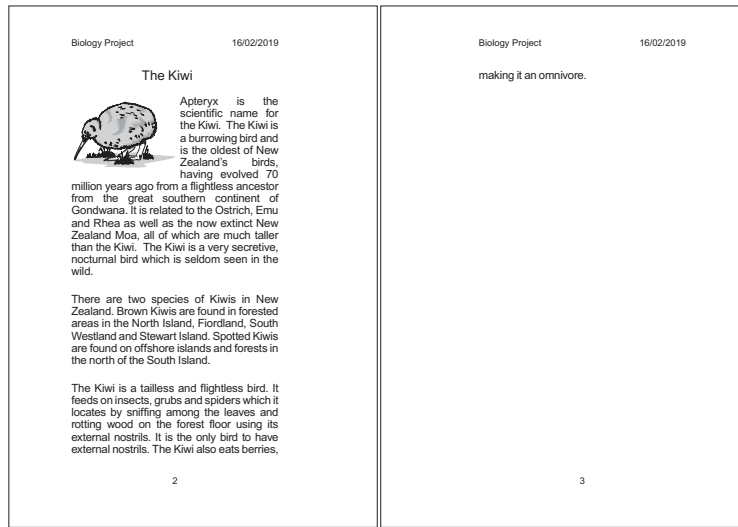 Biology Project 16/02/2019
The Kiwi
Apteryx is the
scientific name for
the Kiwi. The Kiwi is
a burrowing bird and
is the oldest of New
Zealand's birds,
having evolved 70
million years ago from a flightless ancestor
from the great southern continent of
Gondwana. It is related to the Ostrich, Emu
and Rhea as well as the now extinct New
Zealand Moa, all of which are much taller
than the Kiwi. The Kiwi is a very secretive,
nocturnal bird which is seldom seen in the
wild.
There are two species of Kiwis in New
Zealand. Brown Kiwis are found in forested
areas in the North Island, Fiordland, South
Westland and Stewart Island. Spotted Kiwis
are found on offshore islands and forests in
the north of the South Island.
The Kiwi is a tailless and flightless bird. It
feeds on insects, grubs and spiders which it
locates by sniffing among the leaves and
rotting wood on the forest floor using its
external nostrils. It is the only bird to have
external nostrils. The Kiwi also eats berries,
2
Biology Project 16/02/2019
making it an omnivore.
3